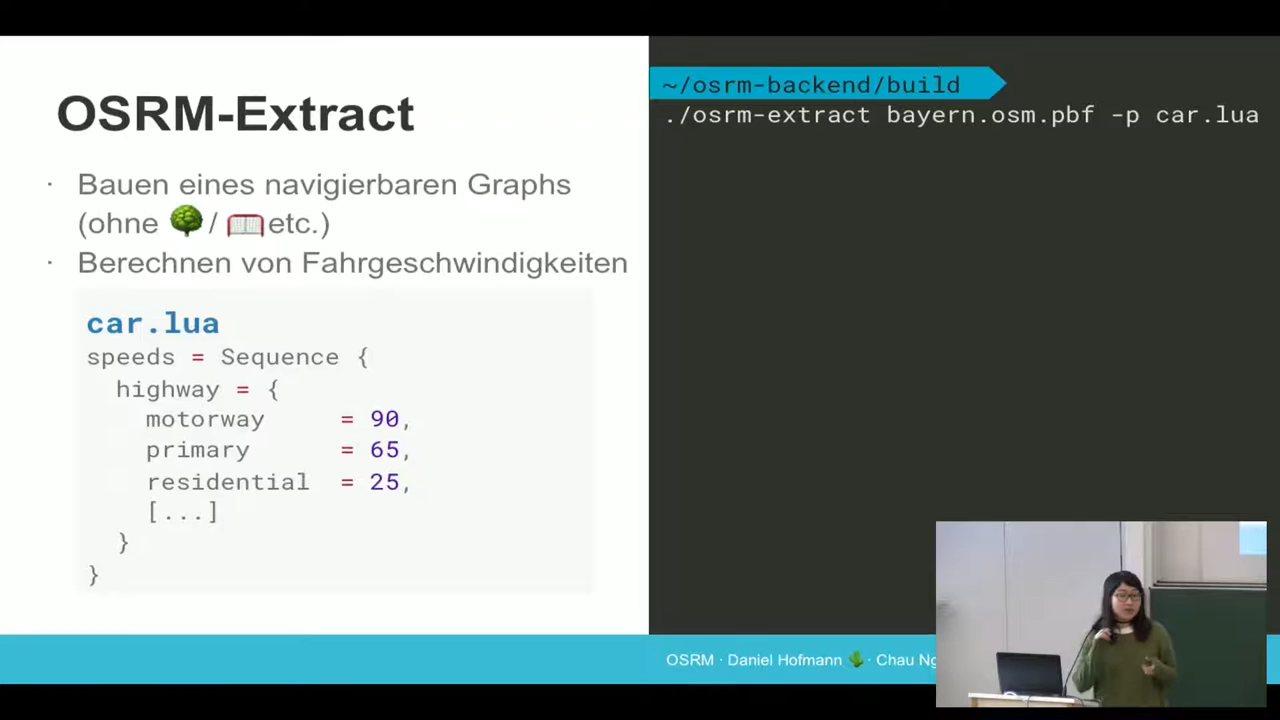 OSRM-Extract
· Bauen eines navigierbaren Graphs
(ohne 🌳/ 🥅 etc.)
· Berechnen von Fahrgeschwindigkeiten
car.lua
speeds = Sequence {
highway = {
motorway = 90,
primary = 65,
residential = 25,
[...]
}
}
~/osrm-backend/build
./osrm-extract bayern.osm.pbf -p car.lua
OSRM · Daniel Hofmann 🌵 · Chau